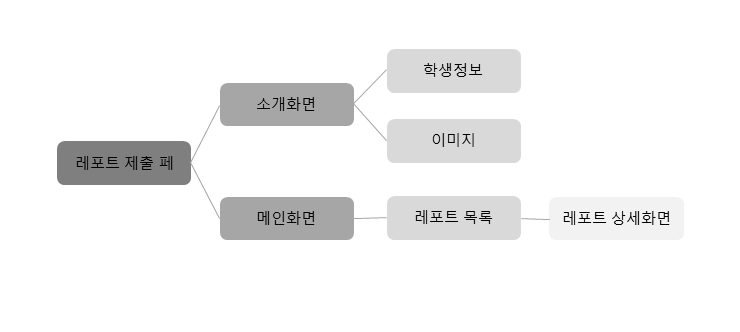 학생정보
소개화면
이미지
레포트 제출 페
메인화면
레포트 목록
레포트 상세화면